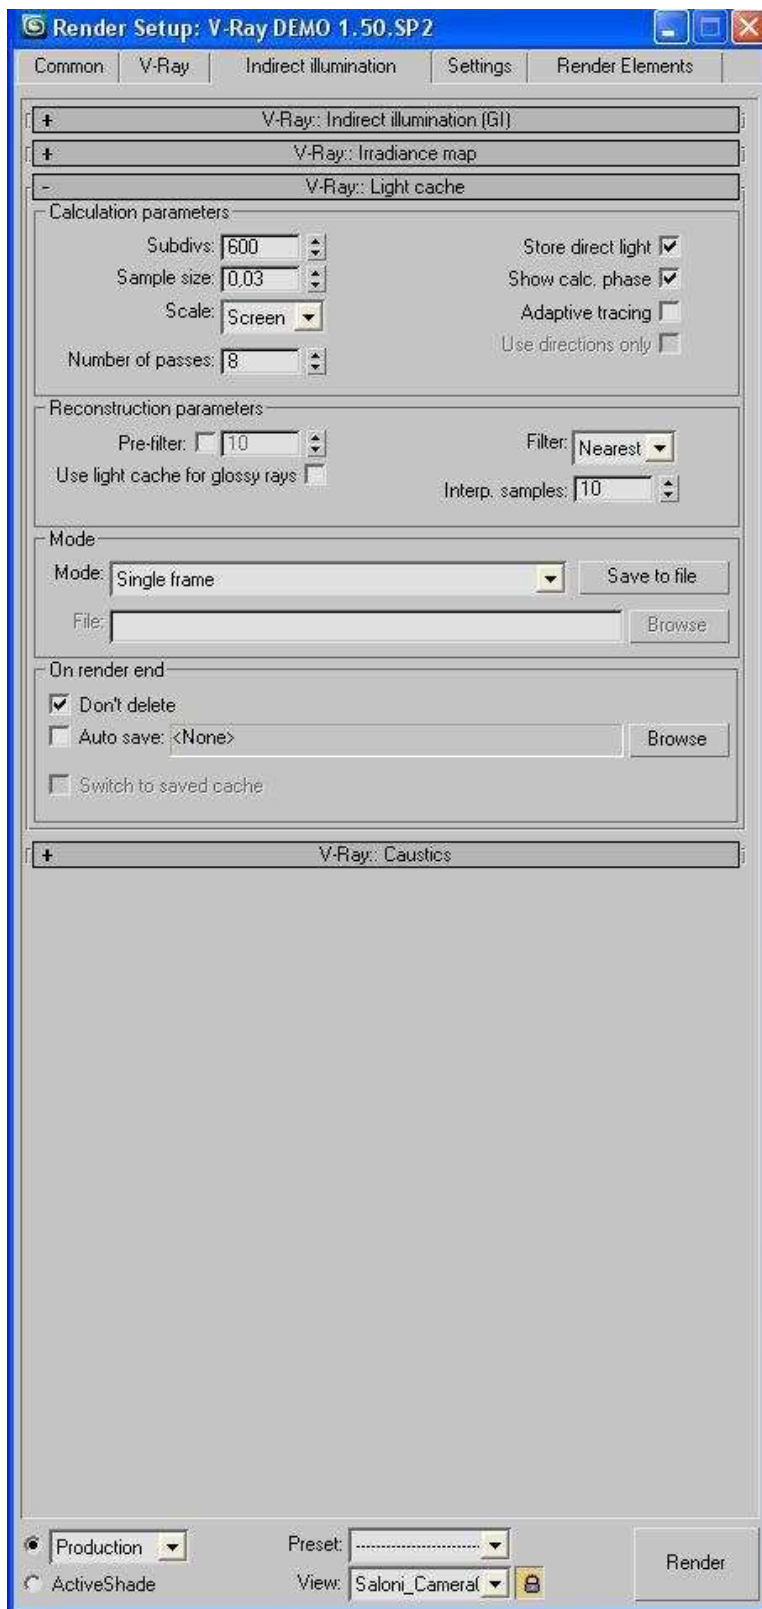 Render Setup: V-Ray DEMO 1.50.SP2
Common V-Ray Indirect illumination Settings Render Elements
+ V-Ray:: Indirect illumination (GI)
+ V-Ray:: Irradiance map
- V-Ray:: Light cache
Calculation parameters
Subdivs: 600 Store direct light
Sample size: 0,03 Show calc. phase
Scale: Screen Adaptive tracing
Use directions only
Number of passes: 8
Reconstruction parameters
Pre-filter: 10 Filter: Nearest
Use light cache for glossy rays
Interp. samples: 10
Mode
Mode: Single frame Save to file
File: Browse
On render end
Don't delete
Auto save: <None> Browse
Switch to saved cache
+ V-Ray:: Caustics
Production Preset: -----------------------
ActiveShade View: Saloni_Camera( Render